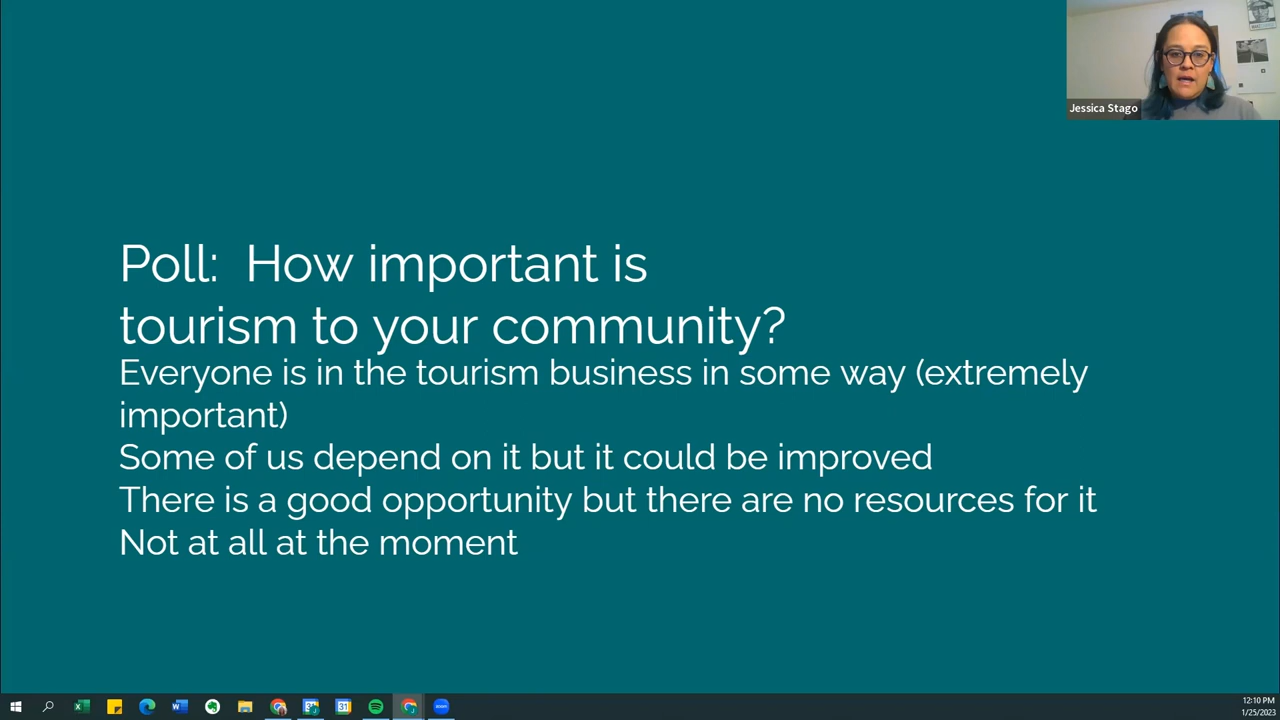 Jessica Stago
Poll:  How important is
tourism to your community?
Everyone is in the tourism business in some way (extremely
important)
Some of us depend on it but it could be improved
There is a good opportunity but there are no resources for it
Not at all at the moment
31
zoom
12:10 PM
1/25/2023